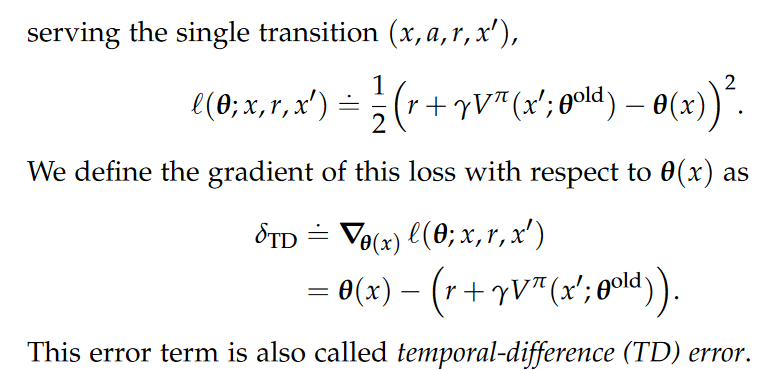 serving the single transition (x, a, r, x′),
ℓ(θ; x, r, x′) ≐ 1/2 (r + γV^π(x′; θ^old) − θ(x))².
We define the gradient of this loss with respect to θ(x) as
δ_TD ≐ ∇_θ(x) ℓ(θ; x, r, x′)
= θ(x) − (r + γV^π(x′; θ^old)).
This error term is also called temporal-difference (TD) error.